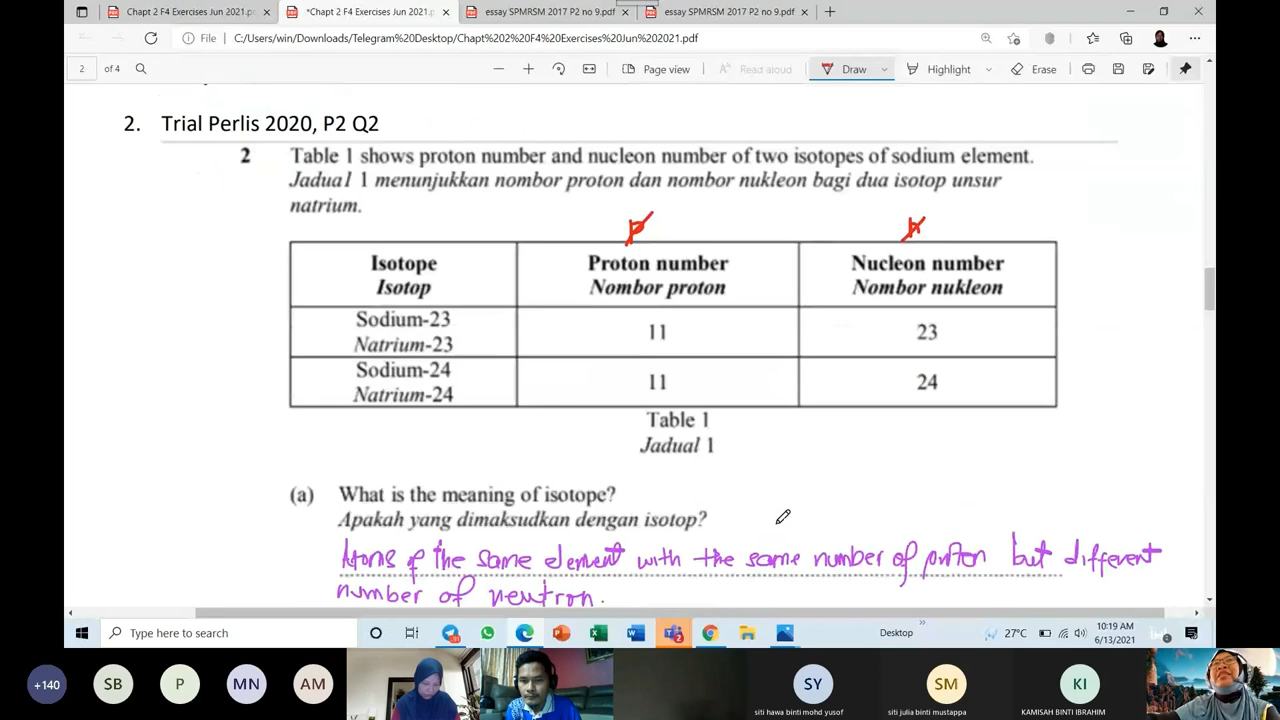 Chapt 2 F4 Exercises Jun 2021.p
*Chapt 2 F4 Exercises Jun 2021.
essay SPMRSM 2017 P2 no 9.pdf
essay SPMRSM 2017 P2 no 9.pdf
File C:/Users/win/Downloads/Telegram%20Desktop/Chapt%202%20F4%20Exercises%20Jun%202021.pdf
2 of 4 Page view Read aloud Draw Highlight Erase
2. Trial Perlis 2020, P2 Q2
2 Table 1 shows proton number and nucleon number of two isotopes of sodium element.
Jadual 1 menunjukkan nombor proton dan nombor nukleon bagi dua isotop unsur
natrium.
p n
Isotope Proton number Nucleon number
Isotop Nombor proton Nombor nukleon
Sodium-23 11 23
Natrium-23
Sodium-24 11 24
Natrium-24
Table 1
Jadual 1
(a) What is the meaning of isotope?
Apakah yang dimaksudkan dengan isotop?
Atoms of the same element with the same number of proton but different
number of neutron.
Type here to search
Desktop
27°C
10:19 AM
6/13/2021
+140 SB P MN AM SY SM KI
siti hawa binti mohd yusof
siti julia binti mustappa
KAMISAH BINTI IBRAHIM